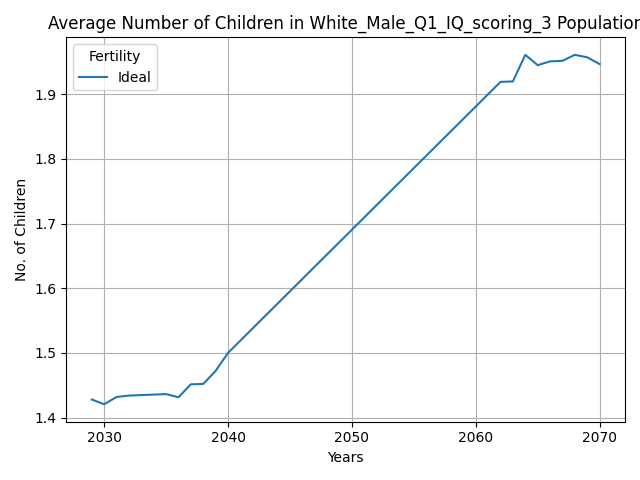 Average Number of Children in White_Male_Q1_IQ_scoring_3 Population
Fertility
Ideal
No. of Children
1.9
1.8
1.7
1.6
1.5
1.4
2030 2040 2050 2060 2070
Years